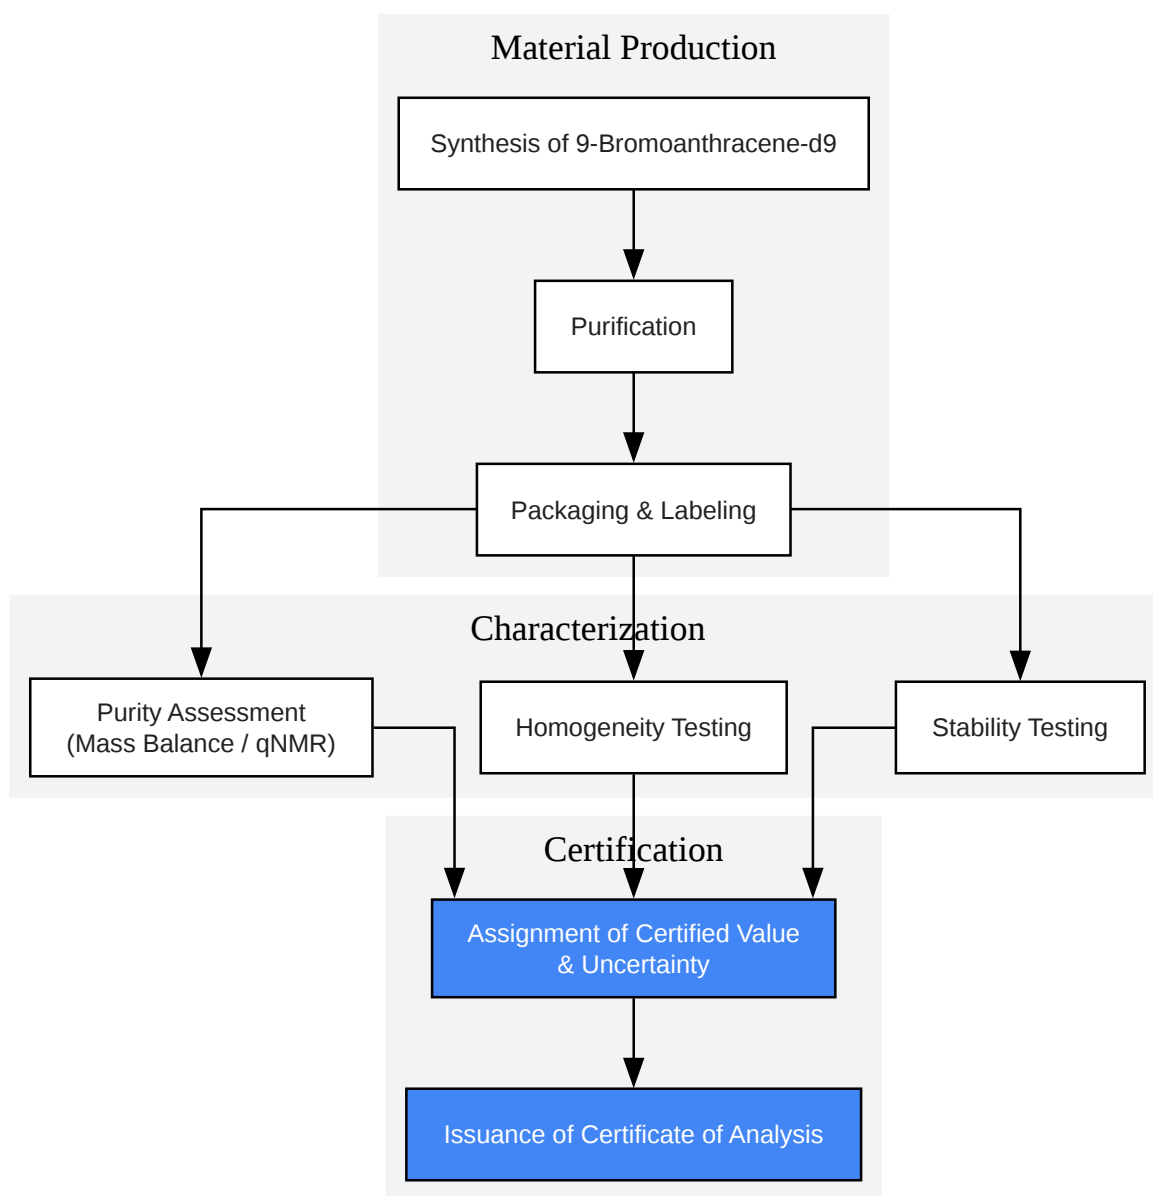 Material Production
Synthesis of 9-Bromoanthracene-d9
Purification
Packaging & Labeling
Characterization
Purity Assessment
(Mass Balance / qNMR)
Homogeneity Testing
Stability Testing
Certification
Assignment of Certified Value
& Uncertainty
Issuance of Certificate of Analysis